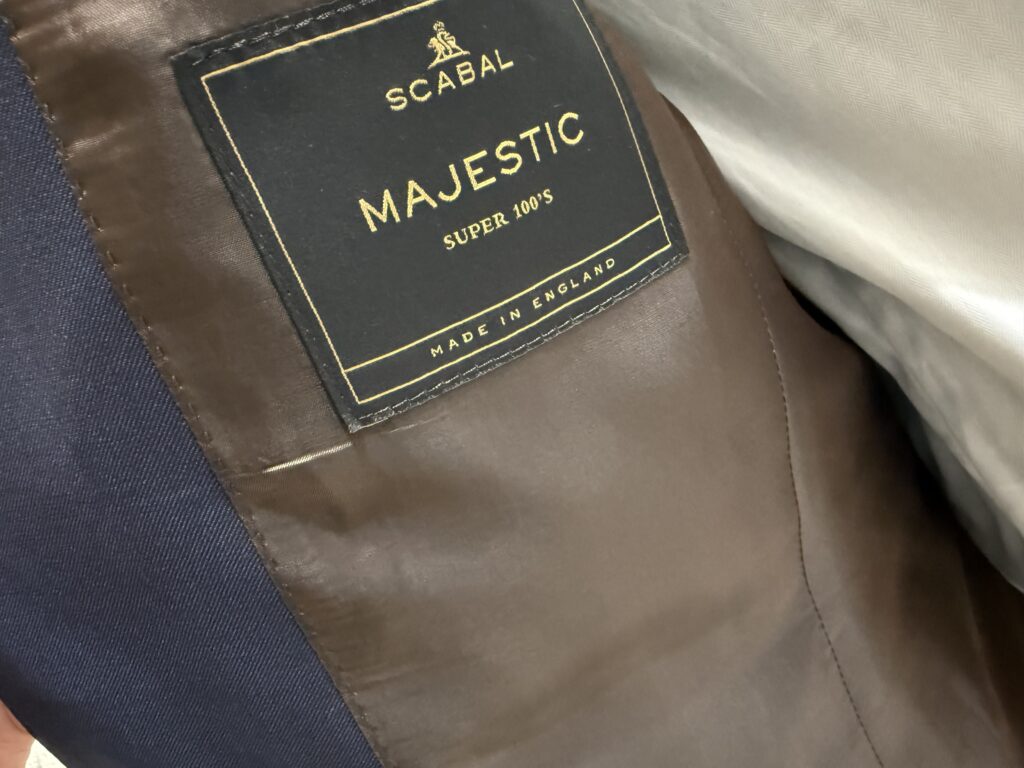 SCABAL
MAJESTIC
SUPER 100'S
MADE IN ENGLAND